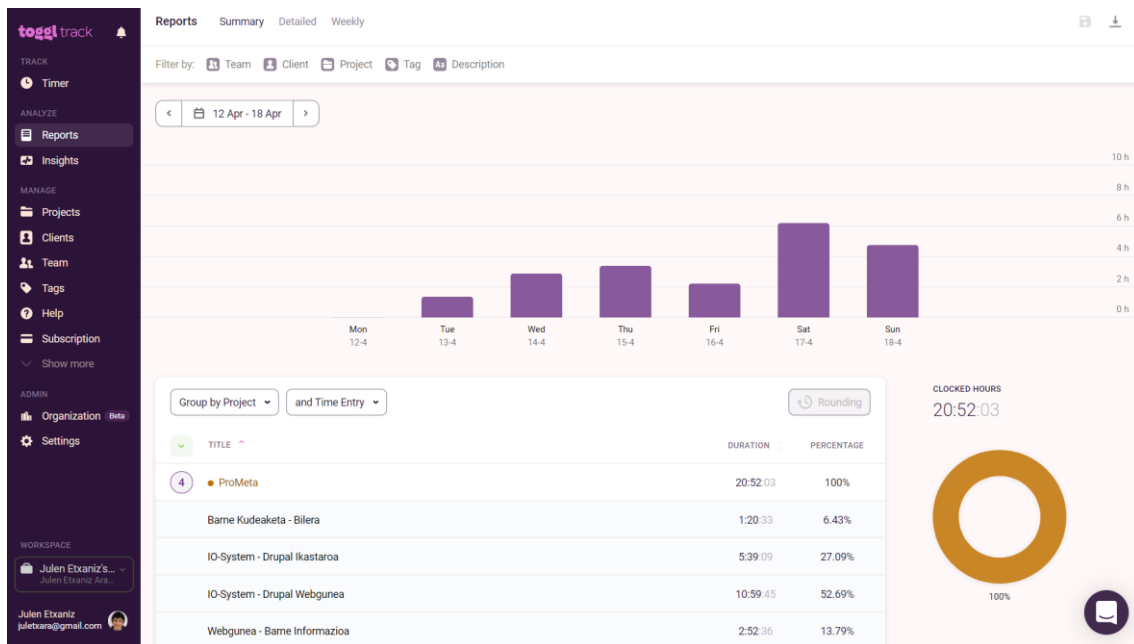 toggl track
TRACK
Timer
ANALYZE
Reports
Insights
MANAGE
Projects
Clients
Team
Tags
Help
Subscription
Show more
ADMIN
Organization Beta
Settings
WORKSPACE
Julen Etxaniz's...
Julen Etxaniz Ara...
Julen Etxaniz
juletxara@gmail.com
Reports Summary Detailed Weekly
Filter by: Team Client Project Aa Tag Description
12 Apr - 18 Apr
10 h
8 h
6 h
4 h
2 h
0 h
Mon Tue Wed Thu Fri Sat Sun
12-4 13-4 14-4 15-4 16-4 17-4 18-4
Group by Project and Time Entry Rounding
TITLE DURATION PERCENTAGE
4 ProMeta 20:52:03 100%
Barne Kudeaketa - Bilera 1:20:33 6.43%
IO-System - Drupal Ikastaroa 5:39:09 27.09%
IO-System - Drupal Webgunea 10:59:45 52.69%
Webgunea - Barne Informazioa 2:52:36 13.79%
CLOCKED HOURS
20:52:03
100%